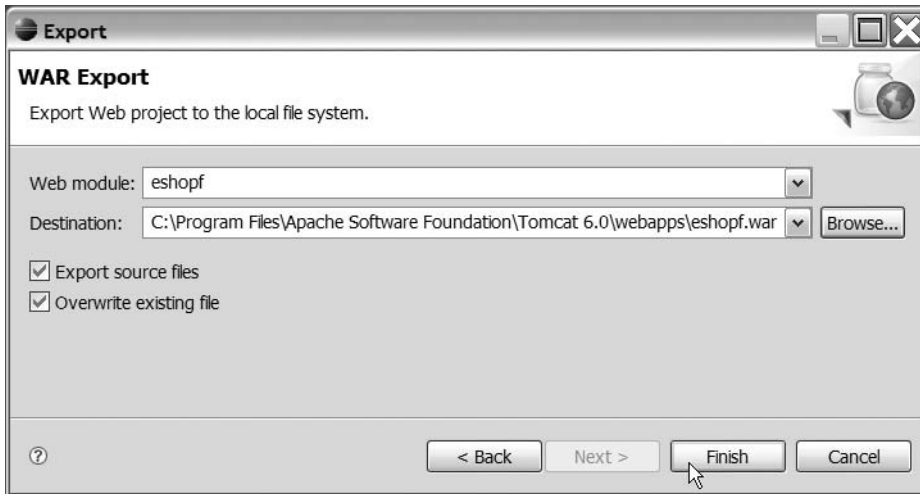 Export
WAR Export
Export Web project to the local file system.
Web module: eshopf
Destination: C:\Program Files\Apache Software Foundation\Tomcat 6.0\webapps\eshopf.war Browse...
Export source files
Overwrite existing file
? < Back Next > Finish Cancel